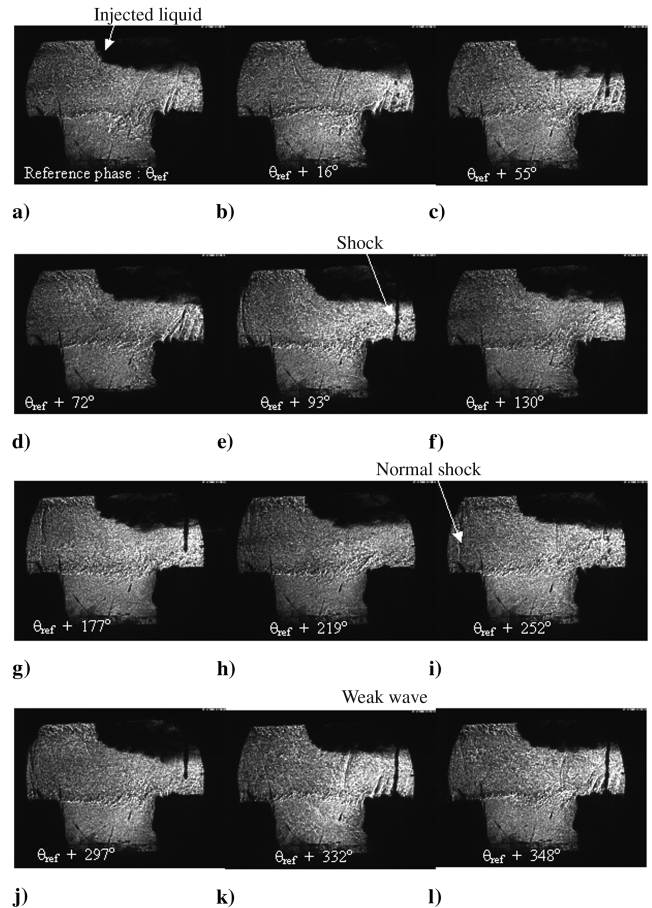 Injected liquid
Reference phase : θref
θref + 16°
θref + 55°
a)
b)
c)
Shock
θref + 72°
θref + 93°
θref + 130°
d)
e)
f)
Normal shock
θref + 177°
θref + 219°
θref + 252°
g)
h)
i)
Weak wave
θref + 297°
θref + 332°
θref + 348°
j)
k)
l)